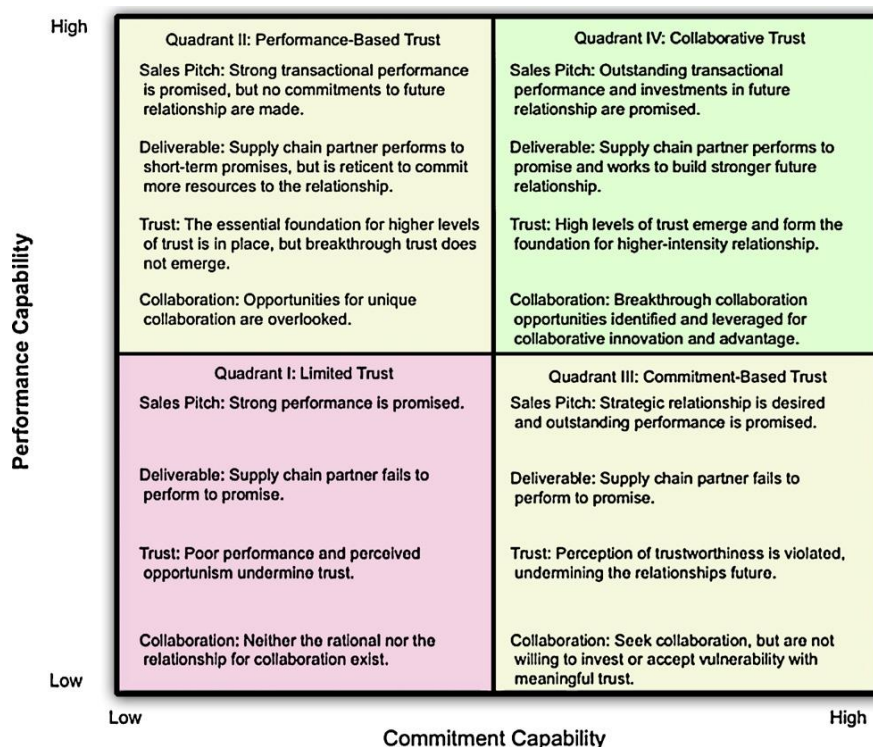 High
Quadrant II: Performance-Based Trust
Sales Pitch: Strong transactional performance
is promised, but no commitments to future
relationship are made.
Deliverable: Supply chain partner performs to
short-term promises, but is reticent to commit
more resources to the relationship.
Trust: The essential foundation for higher levels
of trust is in place, but breakthrough trust does
not emerge.
Collaboration: Opportunities for unique
collaboration are overlooked.
Quadrant IV: Collaborative Trust
Sales Pitch: Outstanding transactional
performance and investments in future
relationship are promised.
Deliverable: Supply chain partner performs to
promise and works to build stronger future
relationship.
Trust: High levels of trust emerge and form the
foundation for higher-intensity relationship.
Collaboration: Breakthrough collaboration
opportunities identified and leveraged for
collaborative innovation and advantage.
Performance Capability
Quadrant I: Limited Trust
Sales Pitch: Strong performance is promised.
Deliverable: Supply chain partner fails to
perform to promise.
Trust: Poor performance and perceived
opportunism undermine trust.
Collaboration: Neither the rational nor the
relationship for collaboration exist.
Quadrant III: Commitment-Based Trust
Sales Pitch: Strategic relationship is desired
and outstanding performance is promised.
Deliverable: Supply chain partner fails to
perform to promise.
Trust: Perception of trustworthiness is violated,
undermining the relationships future.
Collaboration: Seek collaboration, but are not
willing to invest or accept vulnerability with
meaningful trust.
Low
Low
High
Commitment Capability